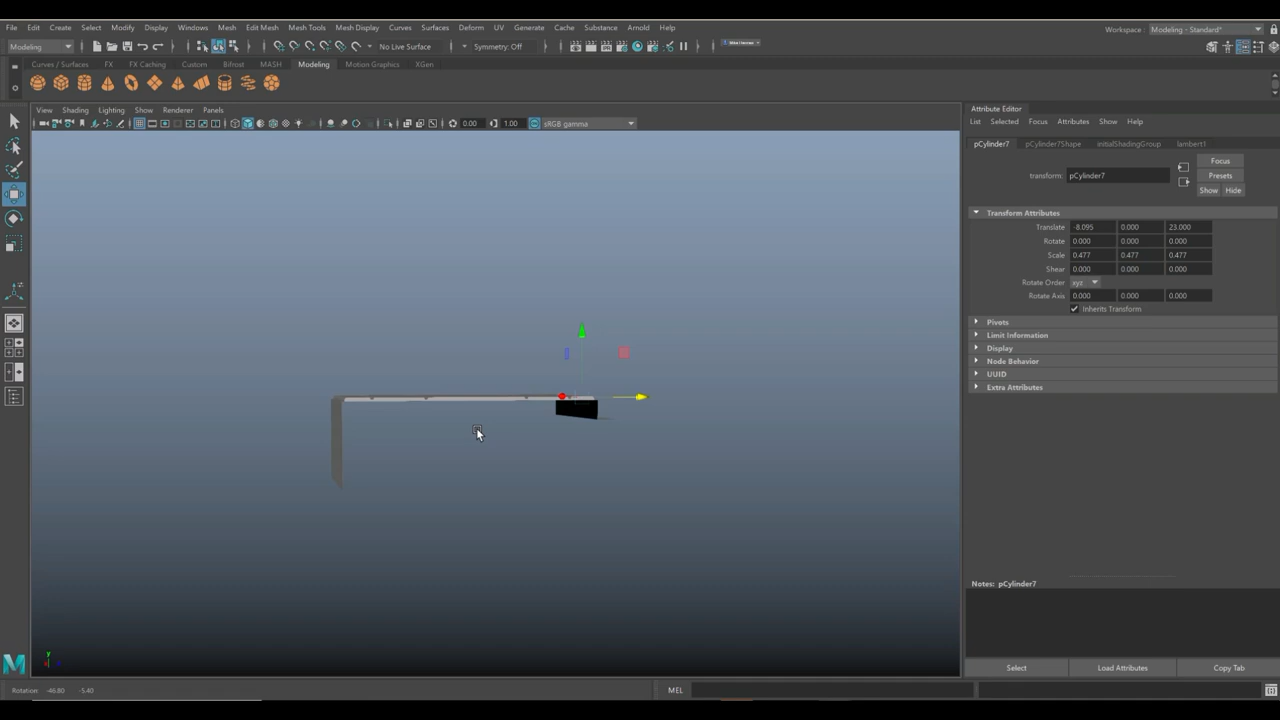 File Edit Create Select Modify Display Windows Mesh Edit Mesh Mesh Tools Mesh Display Curves Surfaces Deform UV Generate Cache Substance Arnold Help
Workspace: Modeling - Standard*
Modeling
No Live Surface
Symmetry: Off
Curves / Surfaces FX FX Caching Custom Bifrost MASH Modeling Motion Graphics XGen
View Shading Lighting Show Renderer Panels
0.00 1.00 sRGB gamma
Attribute Editor
List Selected Focus Attributes Show Help
pCylinder7 pCylinder7Shape initialShadingGroup lambert1
Focus
transform: pCylinder7
Presets
Show Hide
Transform Attributes
Translate -8.095 0.000 23.000
Rotate 0.000 0.000 0.000
Scale 0.477 0.477 0.477
Shear 0.000 0.000 0.000
Rotate Order xyz
Rotate Axis 0.000 0.000 0.000
Inherits Transform
Pivots
Limit Information
Display
Node Behavior
UUID
Extra Attributes
Notes: pCylinder7
y
Select Load Attributes Copy Tab
Rotation: -46.80 -5.40
MEL